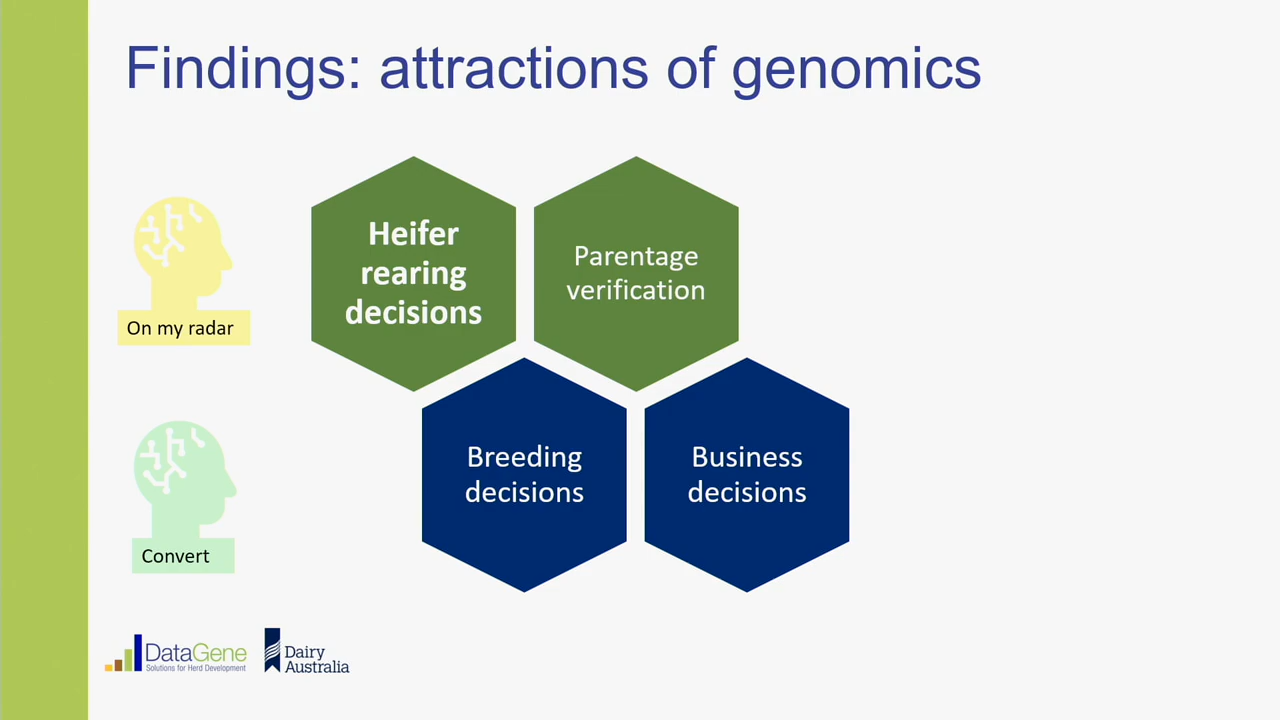 Findings: attractions of genomics
On my radar
Heifer
rearing
decisions
Parentage
verification
Convert
Breeding
decisions
Business
decisions
DataGene
Solutions for Herd Development
Dairy
Australia